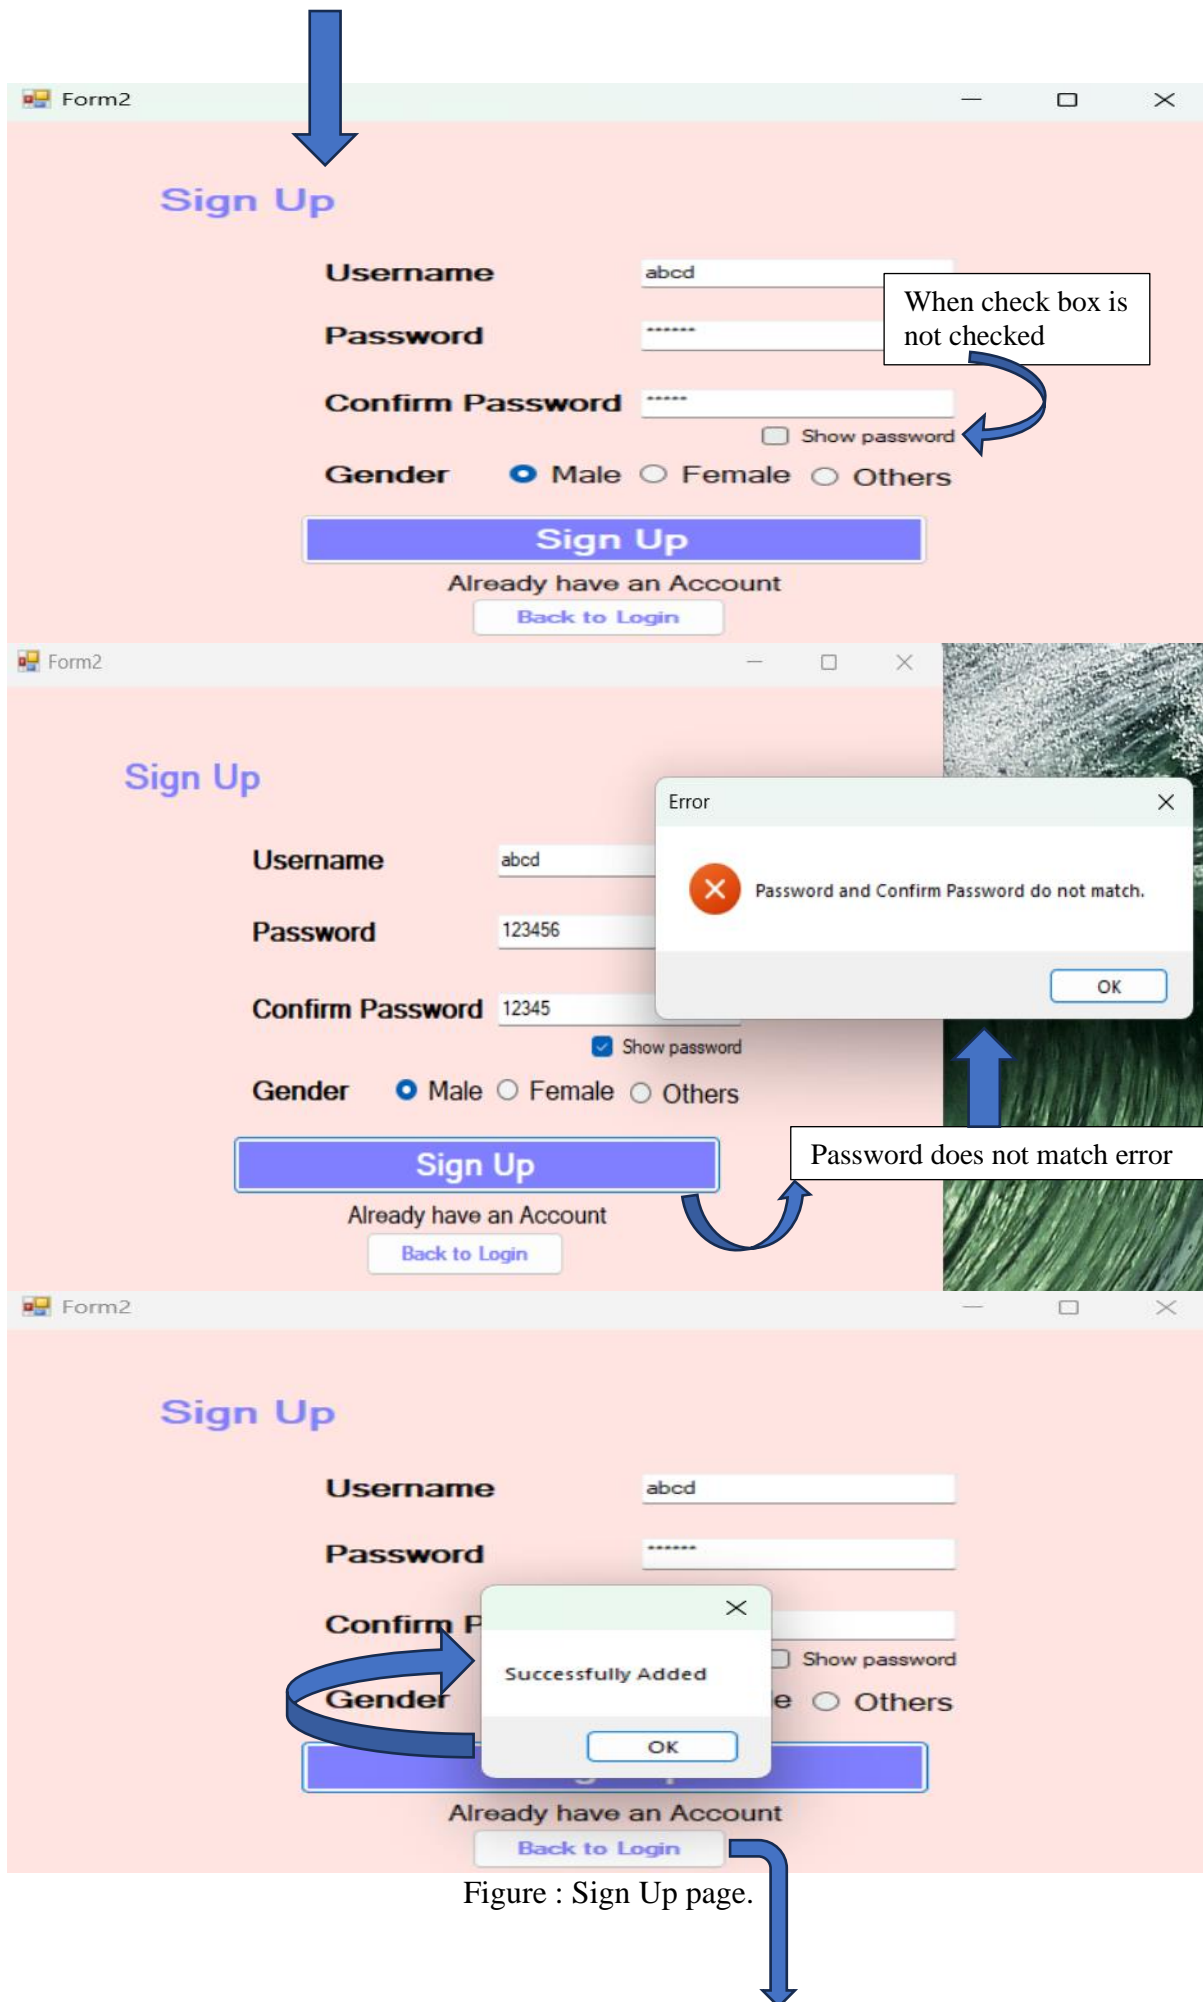 Form2
Sign Up
Username abcd
When check box is
not checked
Password ******
Confirm Password *****
Show password
Gender Male Female Others
Sign Up
Already have an Account
Back to Login
Form2
Sign Up
Error
Username abcd
Password and Confirm Password do not match.
Password 123456
OK
Confirm Password 12345
Show password
Gender Male Female Others
Password does not match error
Sign Up
Already have an Account
Back to Login
Form2
Sign Up
Username abcd
Password ******
Confirm P
Show password
Successfully Added
Gender e Others
OK
Already have an Account
Back to Login
Figure : Sign Up page.